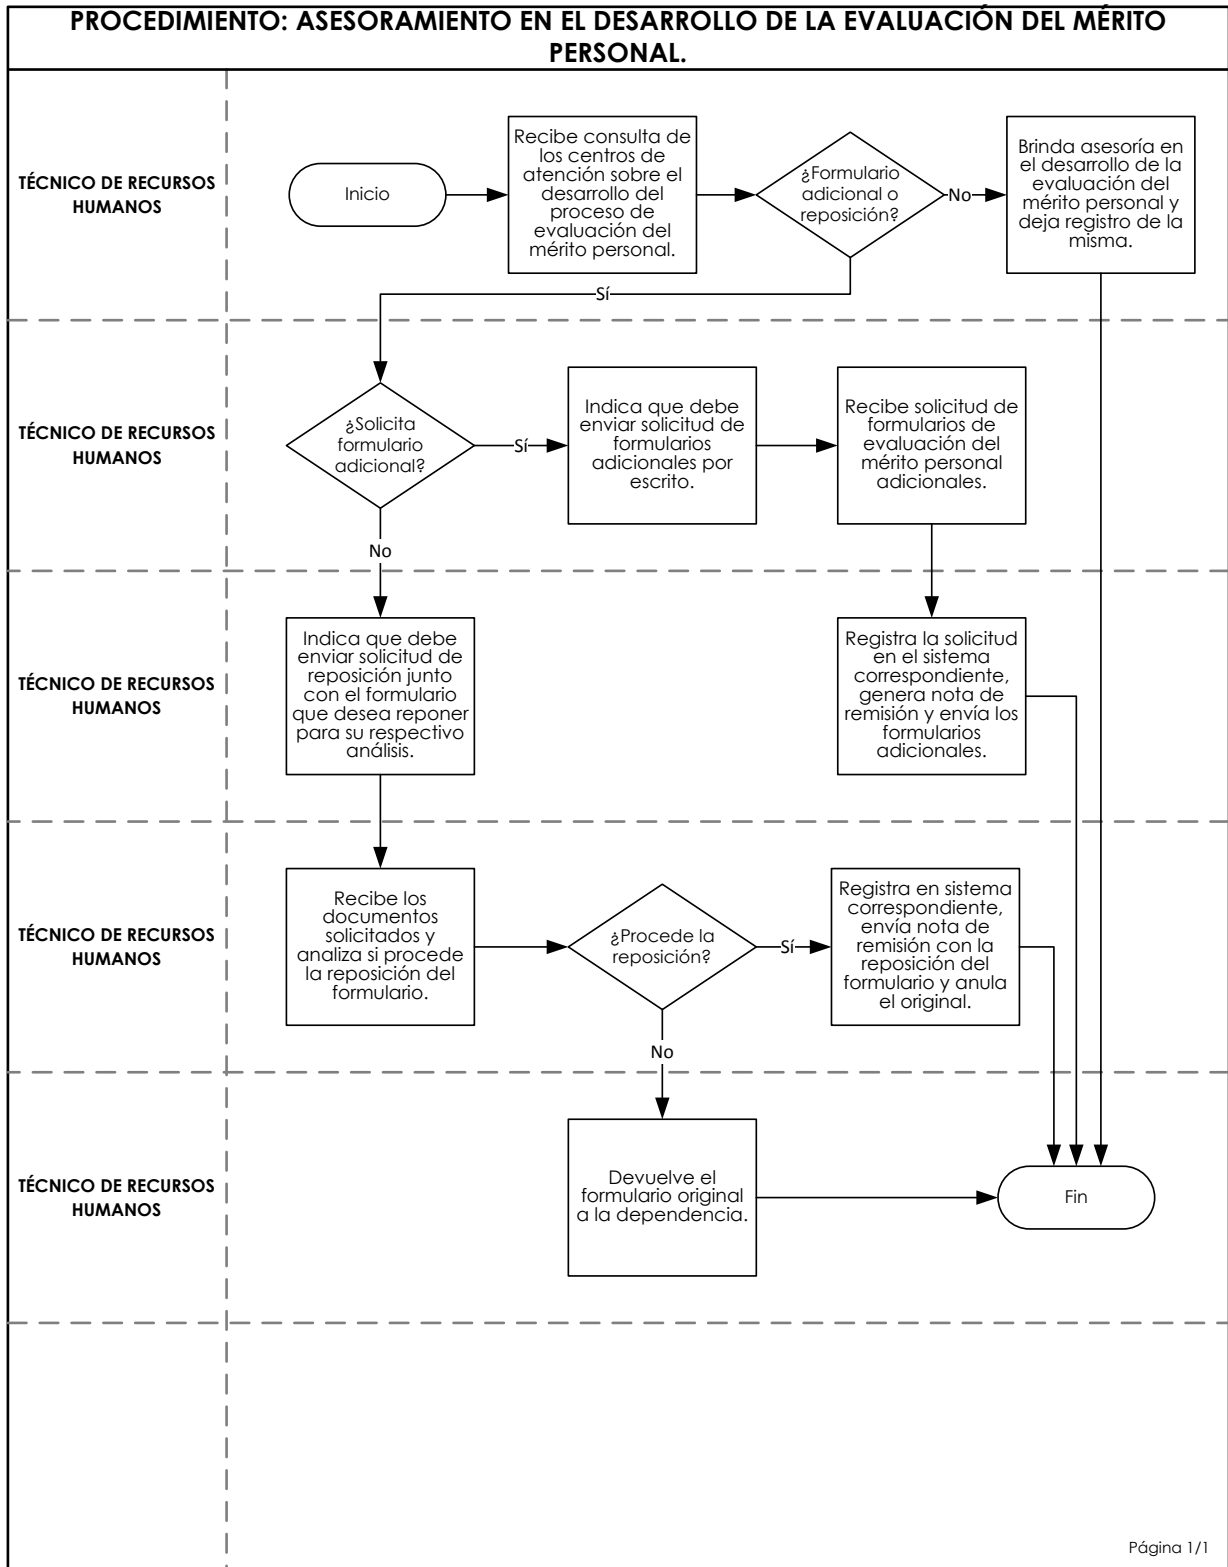 PROCEDIMIENTO: ASESORAMIENTO EN EL DESARROLLO DE LA EVALUACIÓN DEL MÉRITO
PERSONAL.
TÉCNICO DE RECURSOS
HUMANOS
Inicio
Recibe consulta de
los centros de
atención sobre el
desarrollo del
proceso de
evaluación del
mérito personal.
¿Formulario
adicional o
reposición?
No
Brinda asesoría en
el desarrollo de la
evaluación del
mérito personal y
deja registro de la
misma.
Sí
TÉCNICO DE RECURSOS
HUMANOS
¿Solicita
formulario
adicional?
Sí
Indica que debe
enviar solicitud de
formularios
adicionales por
escrito.
Recibe solicitud de
formularios de
evaluación del
mérito personal
adicionales.
No
TÉCNICO DE RECURSOS
HUMANOS
Indica que debe
enviar solicitud de
reposición junto
con el formulario
que desea reponer
para su respectivo
análisis.
Registra la solicitud
en el sistema
correspondiente,
genera nota de
remisión y envía los
formularios
adicionales.
TÉCNICO DE RECURSOS
HUMANOS
Recibe los
documentos
solicitados y
analiza si procede
la reposición del
formulario.
¿Procede la
reposición?
Sí
Registra en sistema
correspondiente,
envía nota de
remisión con la
reposición del
formulario y anula
el original.
No
TÉCNICO DE RECURSOS
HUMANOS
Devuelve el
formulario original
a la dependencia.
Fin
Página 1/1